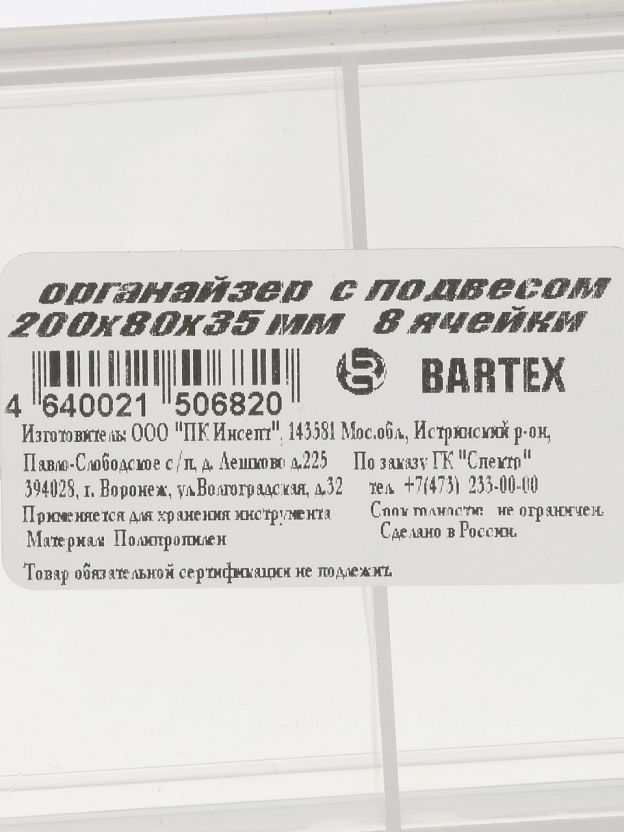 органайзер с подвесом
200х80х35 мм 8 ячейки
BARTEX
4 640021 506820
Изготовитель: ООО "ПК Инсепт", 143581 Мос.обл., Истринский р-он,
Павло-Слободское с/п, д. Лешково д.225 По заказу ГК "Спектр"
394028, г. Воронеж, ул.Волгоградская, д.32 тел. +7(473) 233-00-00
Применяется для хранения инструмента Срок годности: не ограничен.
Материал: Полипропилен Сделано в России.
Товар обязательной сертификации не подлежит.